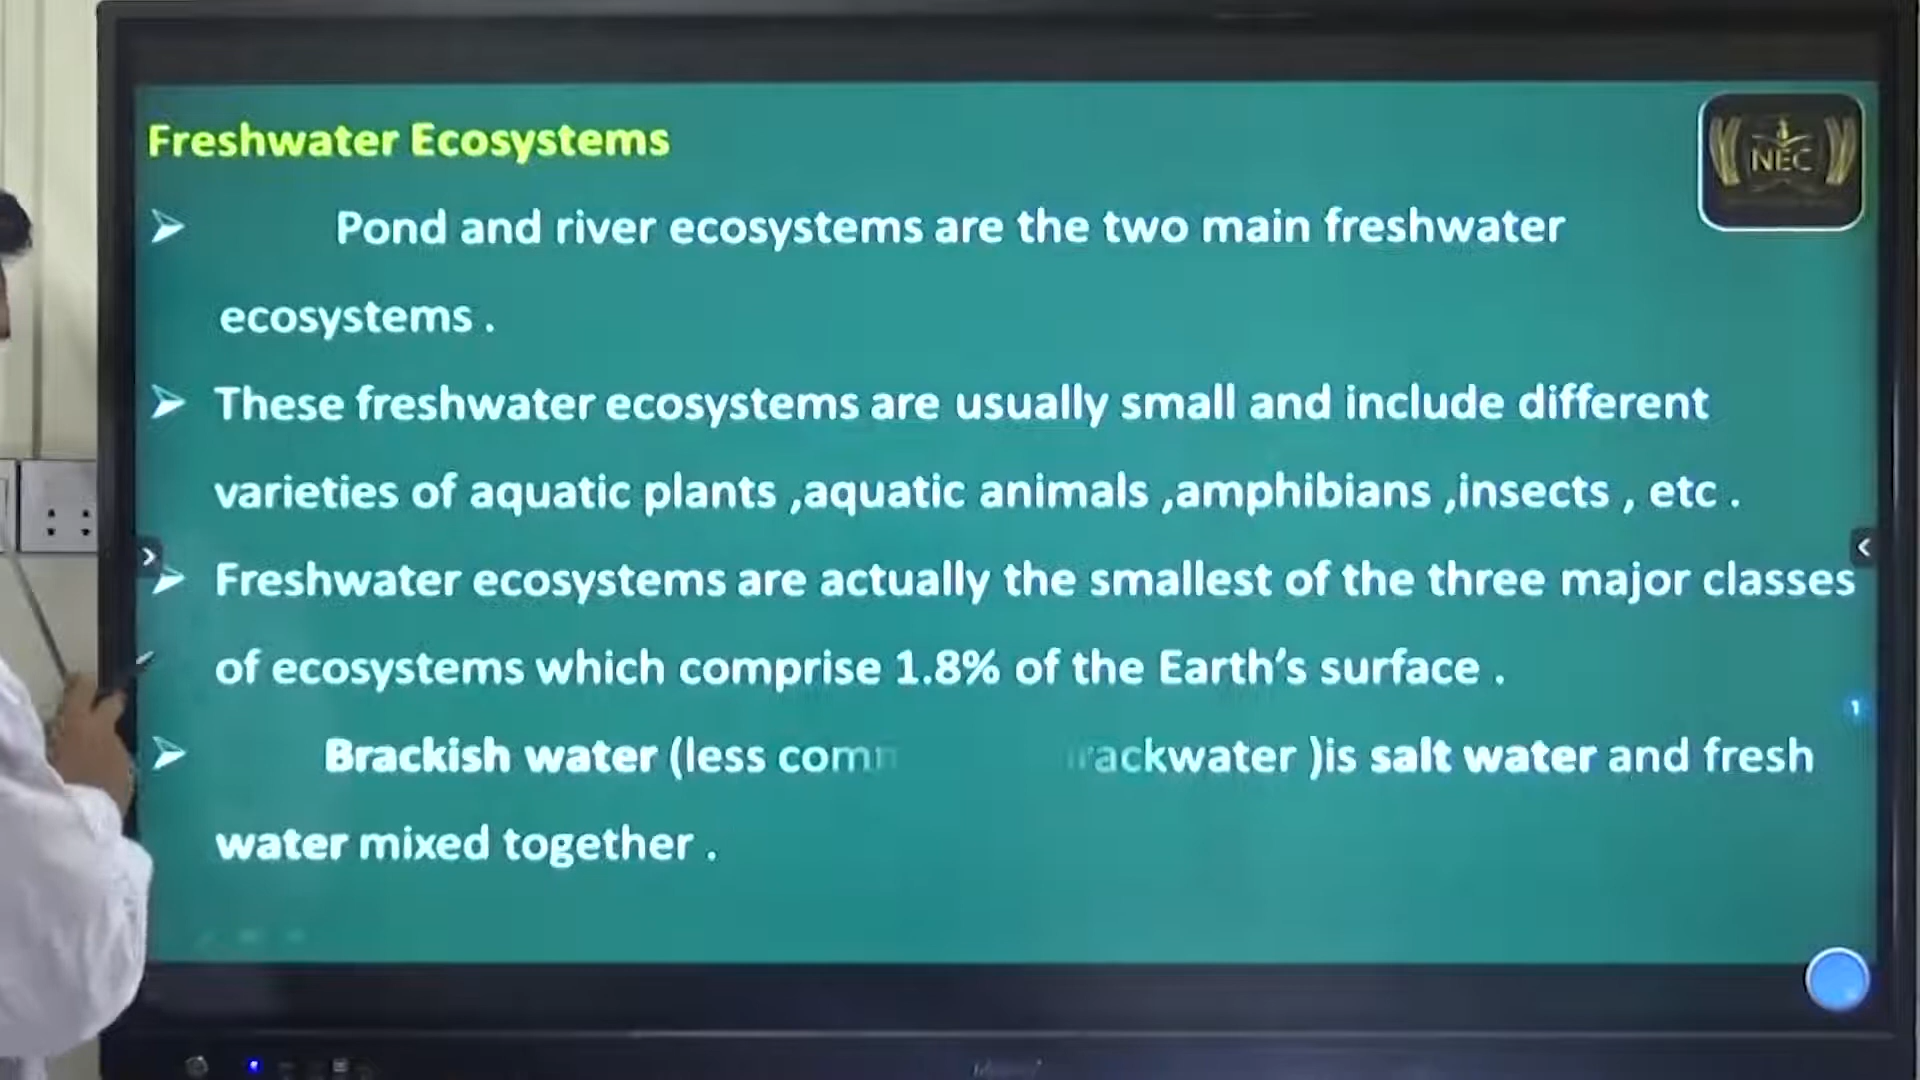 Freshwater Ecosystems
NEC
➢ Pond and river ecosystems are the two main freshwater
ecosystems .
➢ These freshwater ecosystems are usually small and include different
varieties of aquatic plants ,aquatic animals ,amphibians ,insects , etc .
➢ Freshwater ecosystems are actually the smallest of the three major classes
of ecosystems which comprise 1.8% of the Earth’s surface .
1
➢ Brackish water (less )is salt water and fresh
water mixed together .